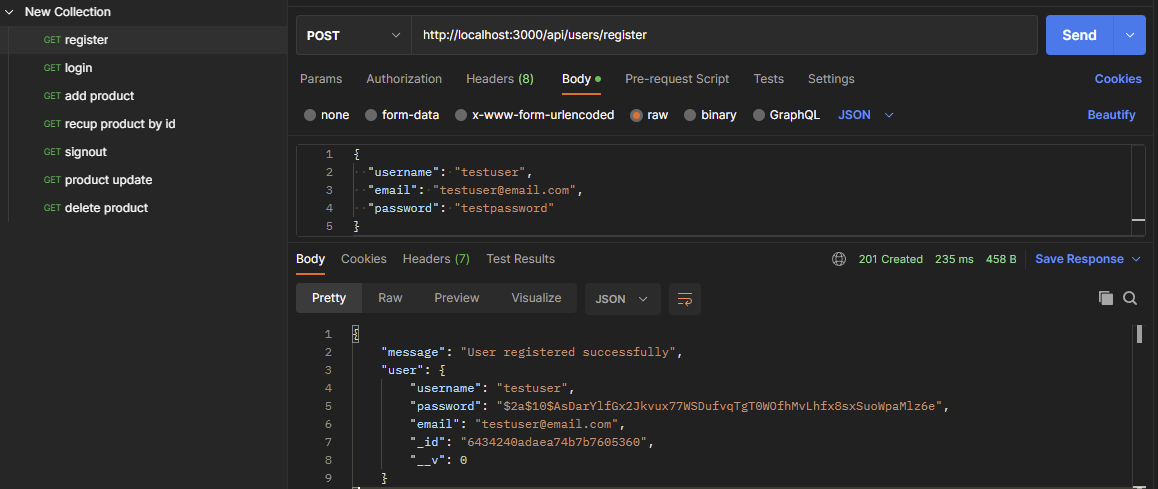 New Collection
GET register
GET login
GET add product
GET recup product by id
GET signout
GET product update
GET delete product
POST http://localhost:3000/api/users/register Send
Params Authorization Headers (8) Body Pre-request Script Tests Settings Cookies
none form-data x-www-form-urlencoded raw binary GraphQL JSON Beautify
1 {
2 "username": "testuser",
3 "email": "testuser@email.com",
4 "password": "testpassword"
5 }
Body Cookies Headers (7) Test Results 201 Created 235 ms 458 B Save Response
Pretty Raw Preview Visualize JSON
1 {
2 "message": "User registered successfully",
3 "user": {
4 "username": "testuser",
5 "password": "$2a$10$AsDarYlfGx2Jkvux77WSDufvqTgT0WOfhMvLhfx8sxSuoWpaMlz6e",
6 "email": "testuser@email.com",
7 "_id": "6434240adaea74b7b7605360",
8 "__v": 0
9 }